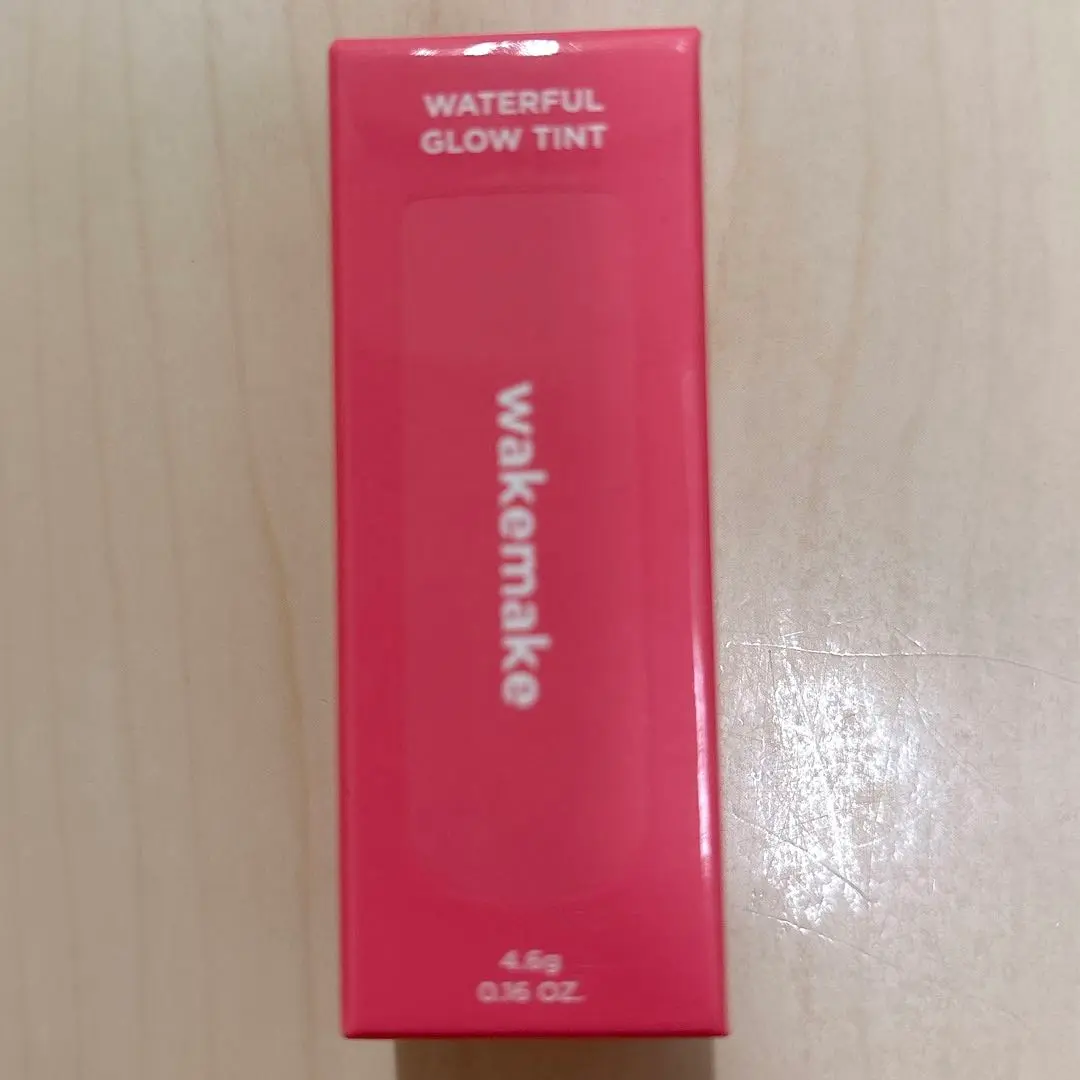 WATERFUL
GLOW TINT
wakemake
4.6g
0.16 OZ.